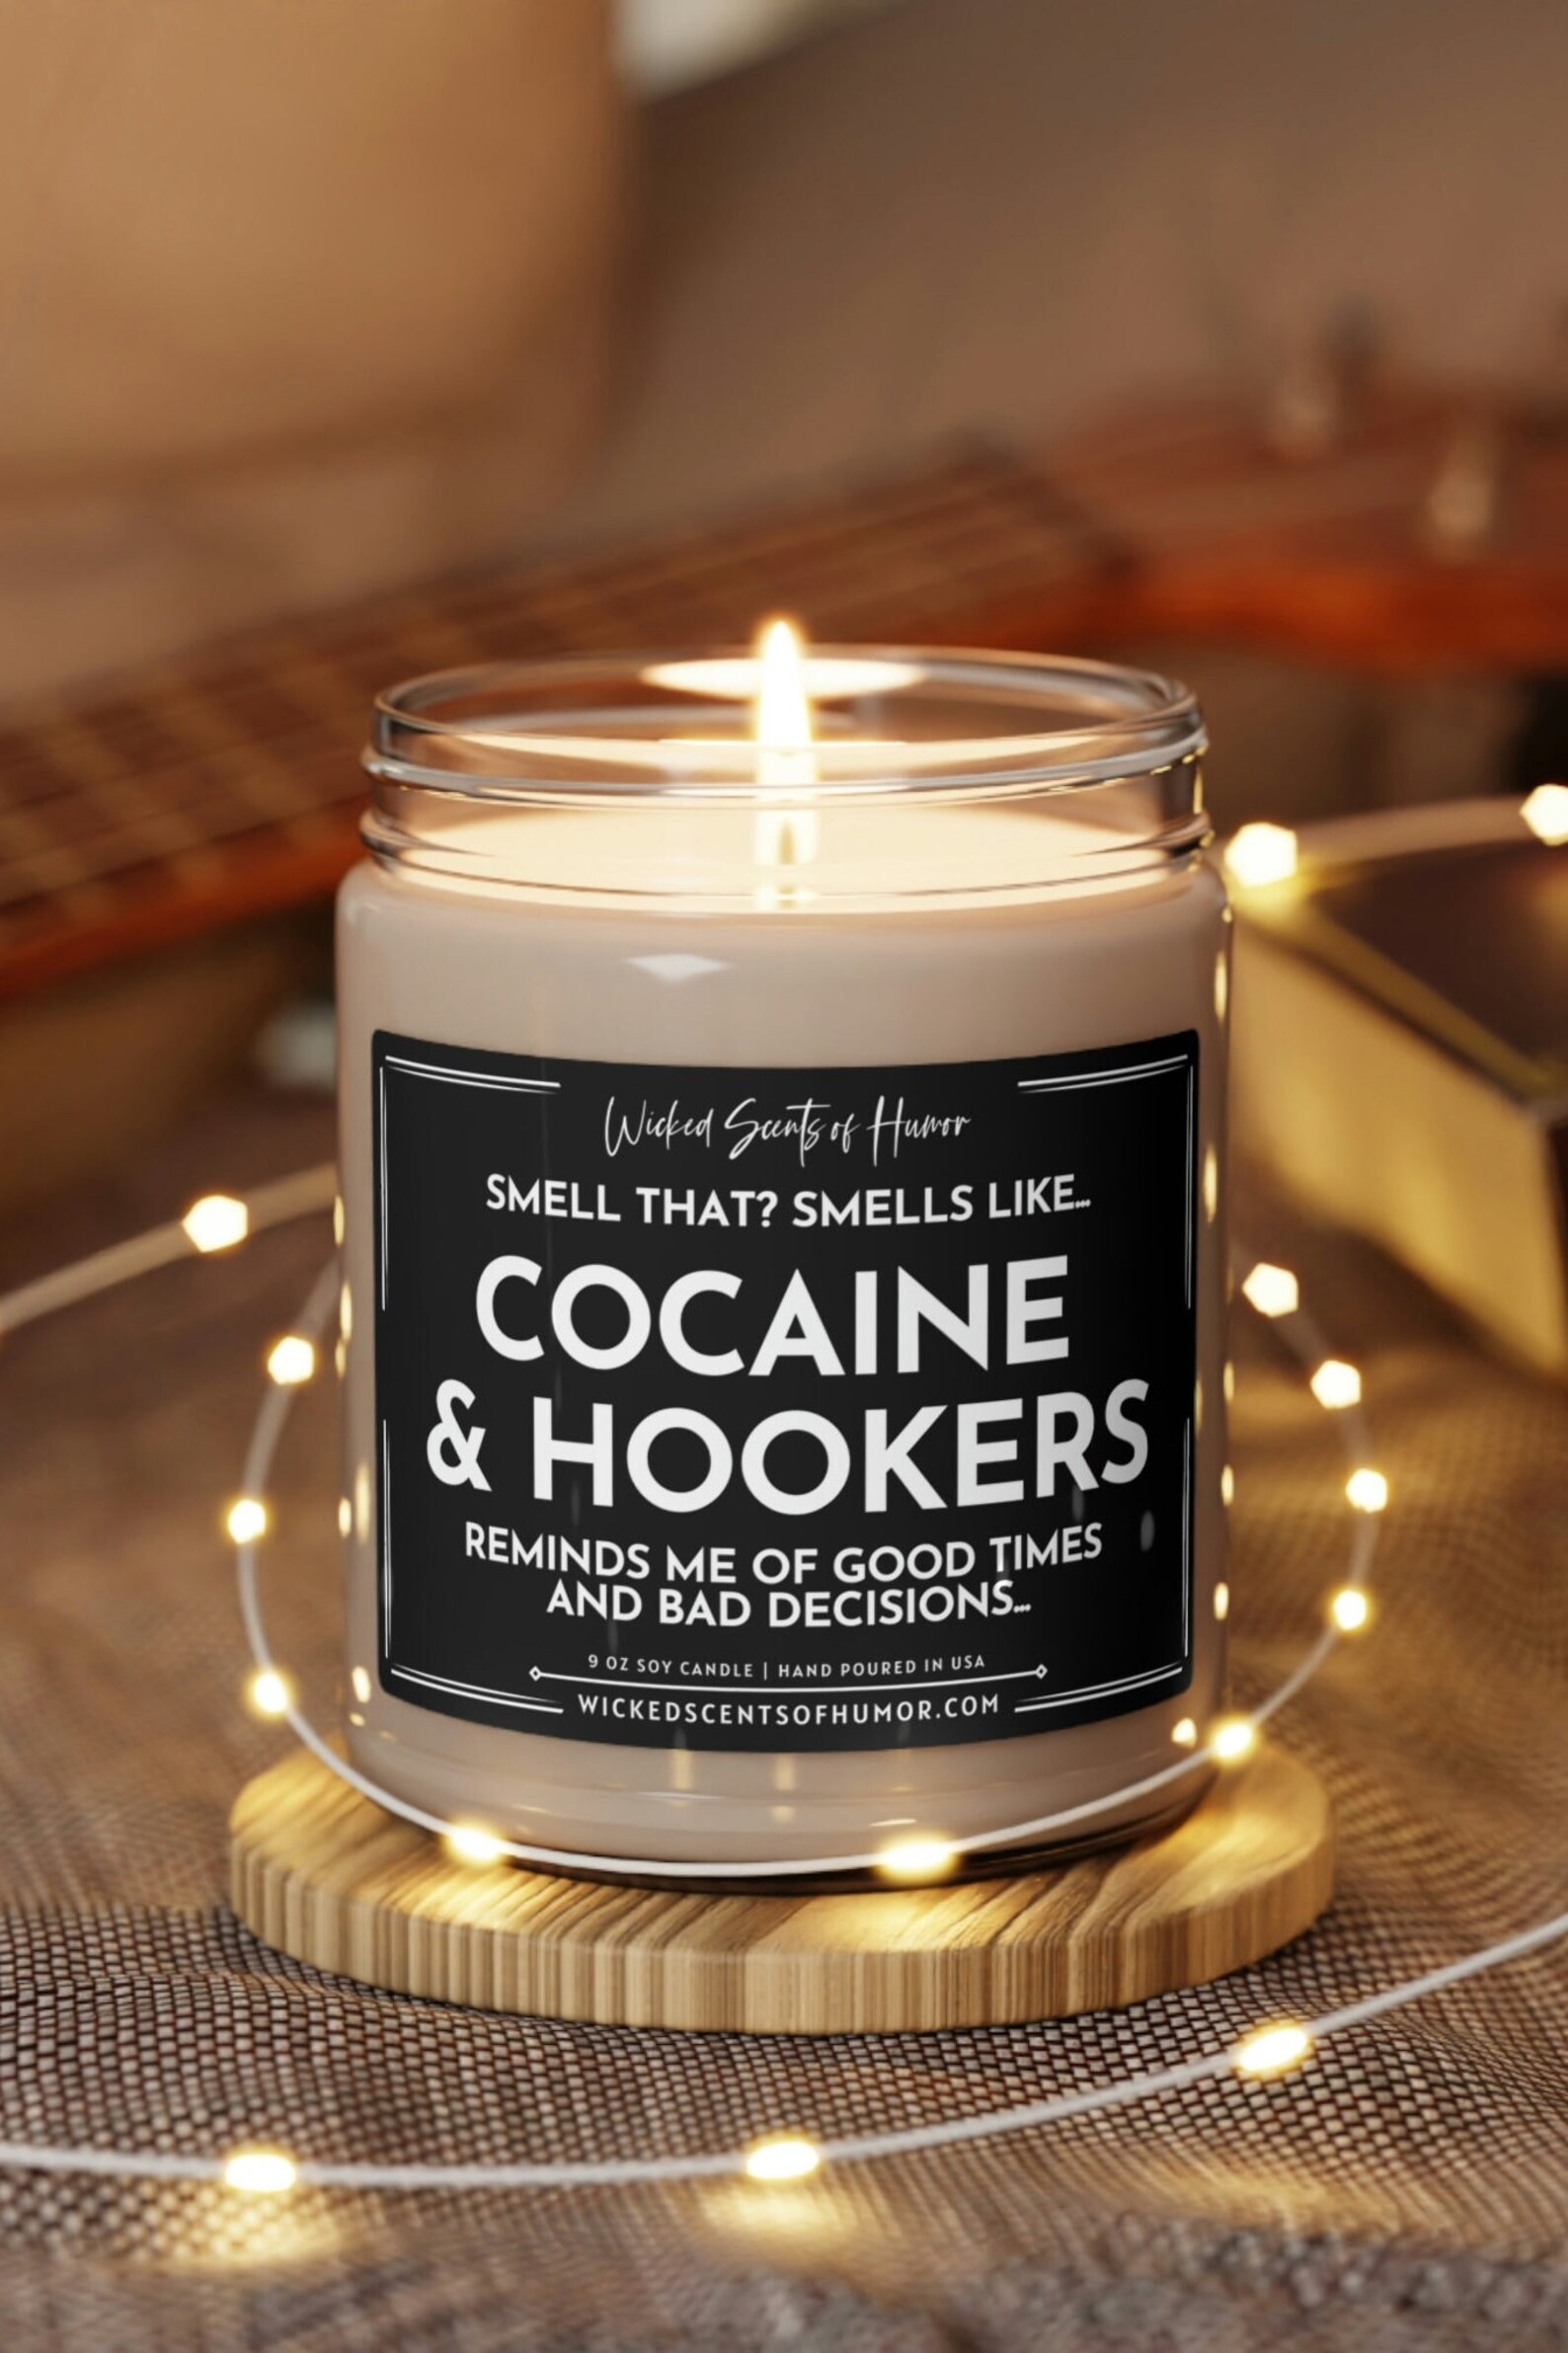 Wicked Scents of Humor
SMELL THAT? SMELLS LIKE...
COCAINE
& HOOKERS
REMINDS ME OF GOOD TIMES
AND BAD DECISIONS...
9 OZ SOY CANDLE | HAND POURED IN USA
WICKEDSCENTSOFHUMOR.COM